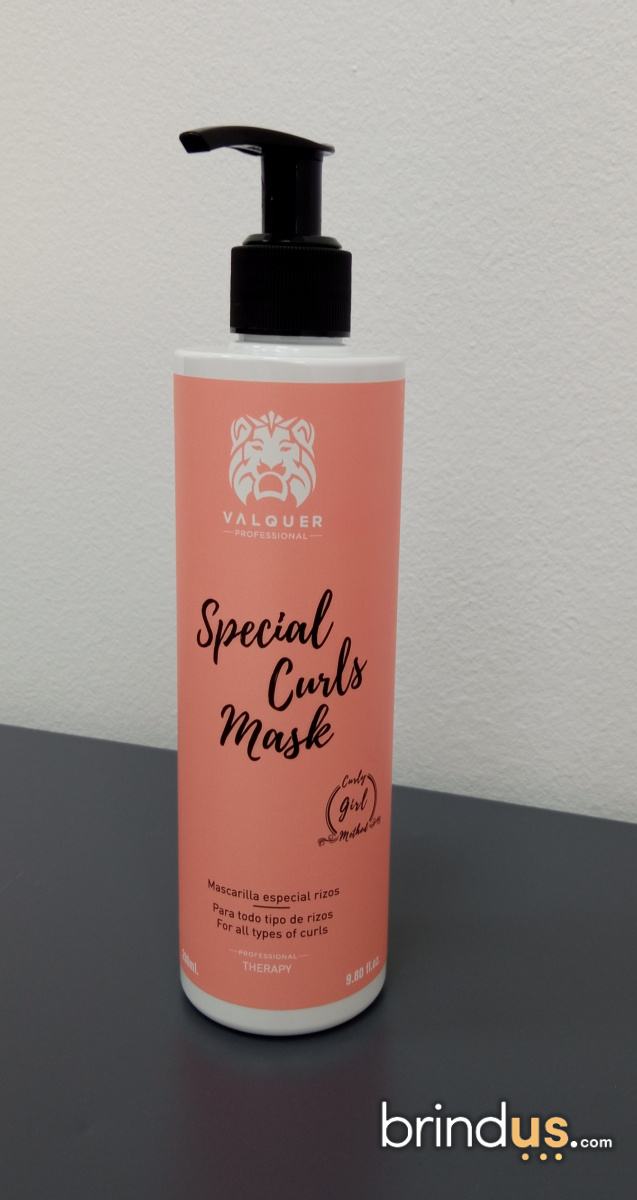 VALQUER
PROFESSIONAL
Special
Curls
Mask
Curly
Girl
Method
Mascarilla especial rizos
Para todo tipo de rizos
For all types of curls
PROFESSIONAL
THERAPY
9.80 fl.oz.
brindus.com